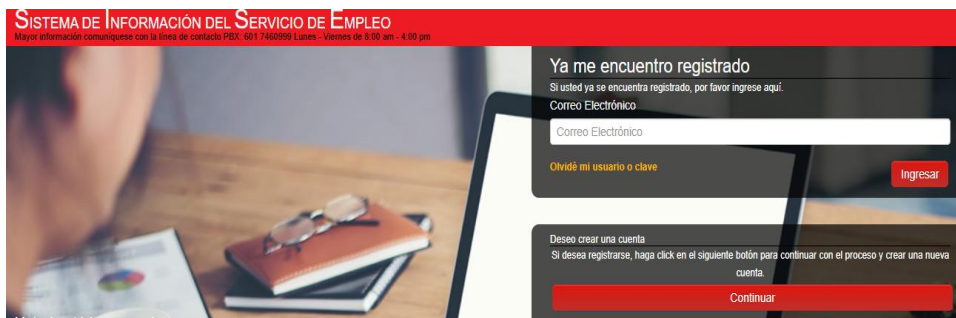 SISTEMA DE INFORMACIÓN DEL SERVICIO DE EMPLEO
Mayor información comuníquese con la línea de contacto PBX: 601 7460999 Lunes - Viernes de 8:00 am - 4:00 pm
Ya me encuentro registrado
Si usted ya se encuentra registrado, por favor ingrese aquí.
Correo Electrónico
Correo Electrónico
Olvidé mi usuario o clave
Ingresar
Deseo crear una cuenta
Si desea registrarse, haga click en el siguiente botón para continuar con el proceso y crear una nueva
cuenta.
Continuar